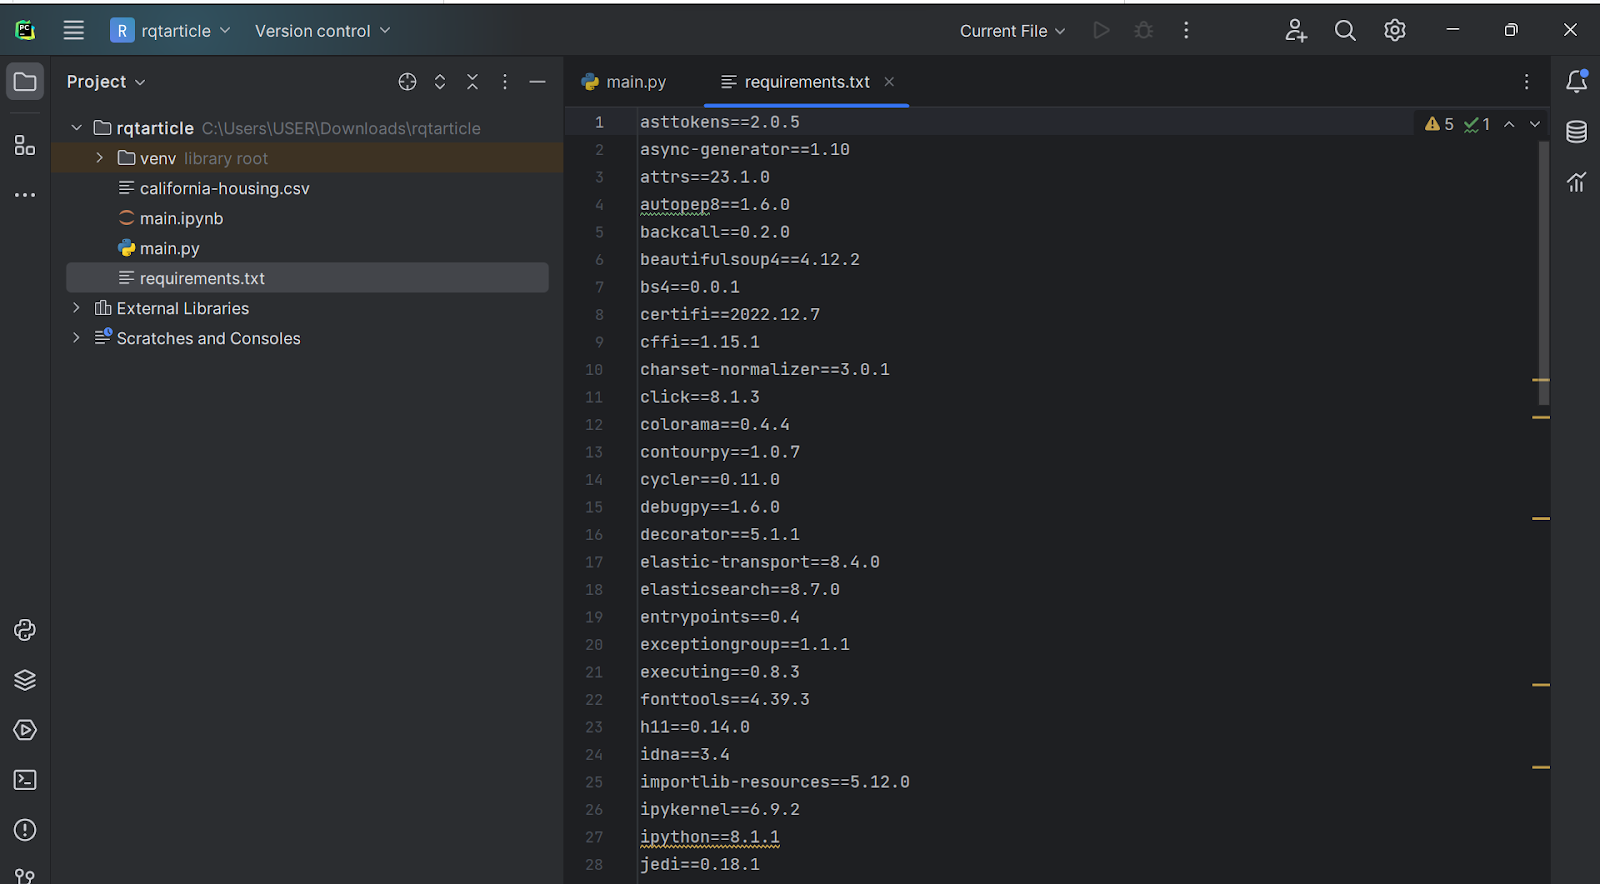 PC
R rqtarticle Version control Current File
Project
main.py requirements.txt
rqtarticle C:\Users\USER\Downloads\rqtarticle
venv library root
california-housing.csv
main.ipynb
main.py
requirements.txt
External Libraries
Scratches and Consoles
5 1
1 asttokens==2.0.5
2 async-generator==1.10
3 attrs==23.1.0
4 autopep8==1.6.0
5 backcall==0.2.0
6 beautifulsoup4==4.12.2
7 bs4==0.0.1
8 certifi==2022.12.7
9 cffi==1.15.1
10 charset-normalizer==3.0.1
11 click==8.1.3
12 colorama==0.4.4
13 contourpy==1.0.7
14 cycler==0.11.0
15 debugpy==1.6.0
16 decorator==5.1.1
17 elastic-transport==8.4.0
18 elasticsearch==8.7.0
19 entrypoints==0.4
20 exceptiongroup==1.1.1
21 executing==0.8.3
22 fonttools==4.39.3
23 h11==0.14.0
24 idna==3.4
25 importlib-resources==5.12.0
26 ipykernel==6.9.2
27 ipython==8.1.1
28 jedi==0.18.1